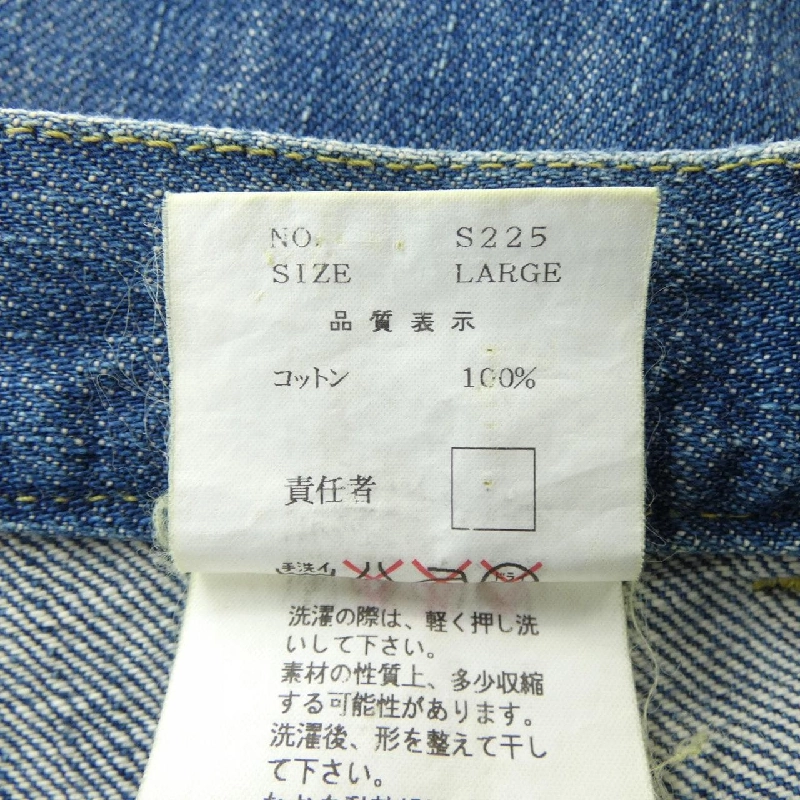 NO. S225
SIZE LARGE
品質表示
コットン 100%
責任者
手洗イ
洗濯の際は、軽く押し洗
いして下さい。
素材の性質上、多少収縮
する可能性があります。
洗濯後、形を整えて干し
て下さい。